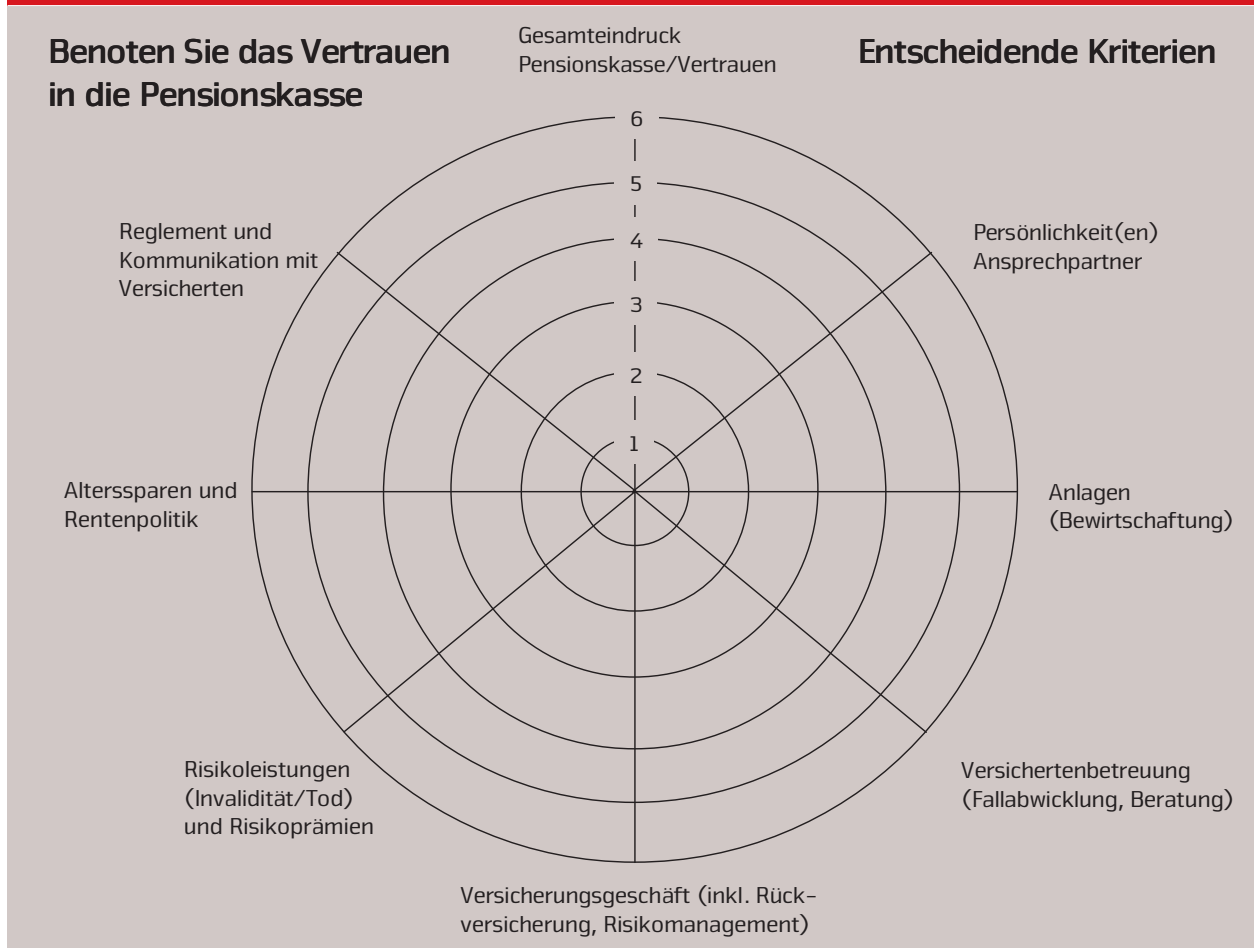 Benoten Sie das Vertrauen
in die Pensionskasse
Gesamteindruck
Pensionskasse/Vertrauen
Entscheidende Kriterien
6
5
4
3
2
1
Reglement und
Kommunikation mit
Versicherten
Persönlichkeit(en)
Ansprechpartner
Alterssparen und
Rentenpolitik
Anlagen
(Bewirtschaftung)
Risikoleistungen
(Invalidität/Tod)
und Risikoprämien
Versichertenbetreuung
(Fallabwicklung, Beratung)
Versicherungsgeschäft (inkl. Rück-
versicherung, Risikomanagement)